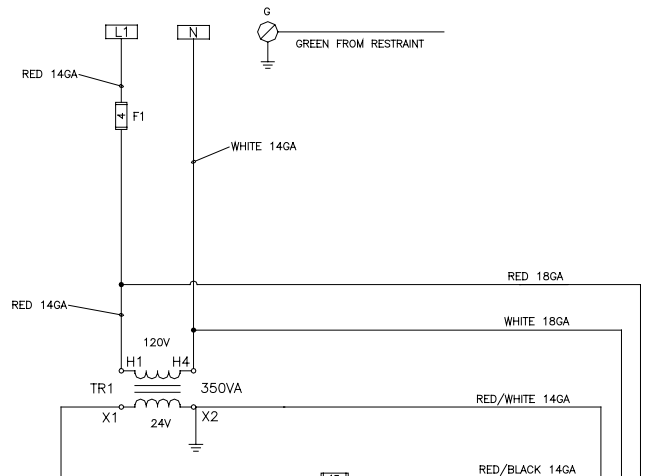 G
L1
N
GREEN FROM RESTRAINT
RED 14GA
4
F1
WHITE 14GA
RED 18GA
RED 14GA
WHITE 18GA
120V
H1 H4
TR1
350VA
RED/WHITE 14GA
X1
24V
X2
RED/BLACK 14GA